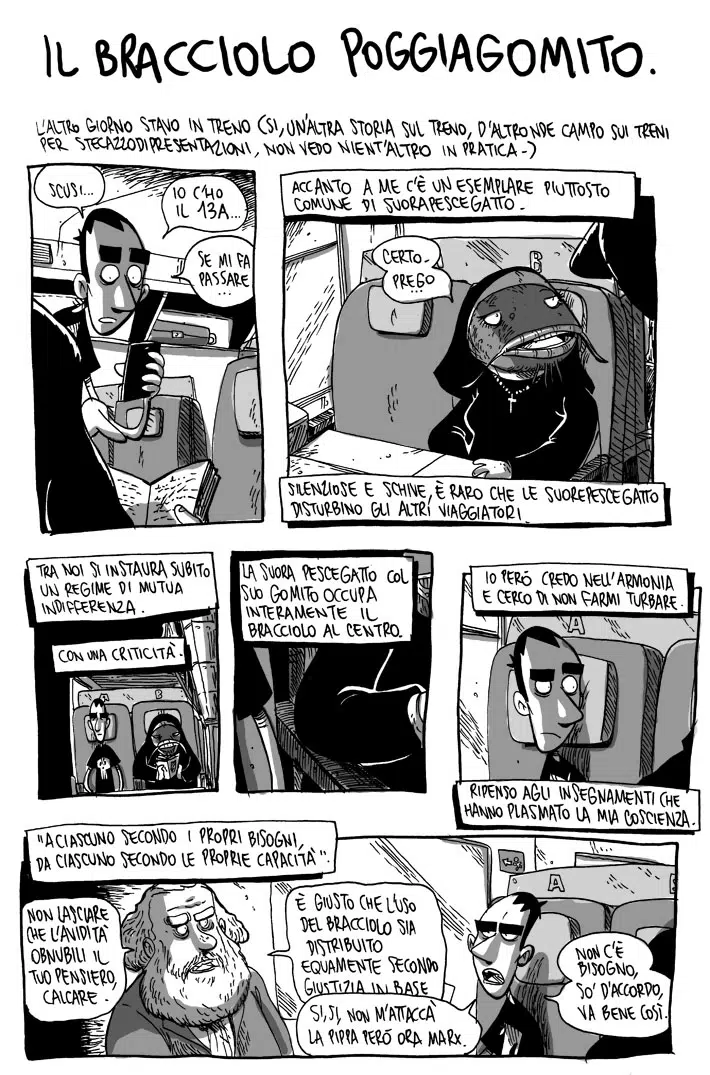 IL BRACCIOLO POGGIAGOMITO.
L'ALTRO GIORNO STAVO IN TRENO (SI, UN'ALTRA STORIA SUL TRENO, D'ALTRONDE CAMPO SUI TRENI
PER STECAZZODIPRESENTAZIONI, NON VEDO NIENT'ALTRO IN PRATICA-)
SCUSI...
IO C'HO
IL 13A...
SE MI FA
PASSARE
...
ACCANTO A ME C'È UN ESEMPLARE PIUTTOSTO
COMUNE DI SUORAPESCEGATTO.
CERTO.
PREGO
...
B
SILENZIOSE E SCHIVE, È RARO CHE LE SUOREPESCEGATTO
DISTURBINO GLI ALTRI VIAGGIATORI.
TRA NOI SI INSTAURA SUBITO
UN REGIME DI MUTUA
INDIFFERENZA.
CON UNA CRITICITÀ.
A B
LA SUORA PESCEGATTO COL
SUO GOMITO OCCUPA
INTERAMENTE IL
BRACCIOLO AL CENTRO.
IO PERÒ CREDO NELL'ARMONIA
E CERCO DI NON FARMI TURBARE.
A
RIPENSO AGLI INSEGNAMENTI CHE
HANNO PLASMATO LA MIA COSCIENZA.
"A CIASCUNO SECONDO I PROPRI BISOGNI,
DA CIASCUNO SECONDO LE PROPRIE CAPACITÀ".
NON LASCIARE
CHE L'AVIDITÀ
OBNUBILI IL
TUO PENSIERO,
CALCARE.
È GIUSTO CHE L'USO
DEL BRACCIOLO SIA
DISTRIBUITO
EQUAMENTE SECONDO
GIUSTIZIA IN BASE
SI, SI, NON M'ATTACCÀ
LA PIPPA PERÒ ORA MARX.
A B
NON C'È
BISOGNO,
SO' D'ACCORDO,
VA BENE COSÌ.